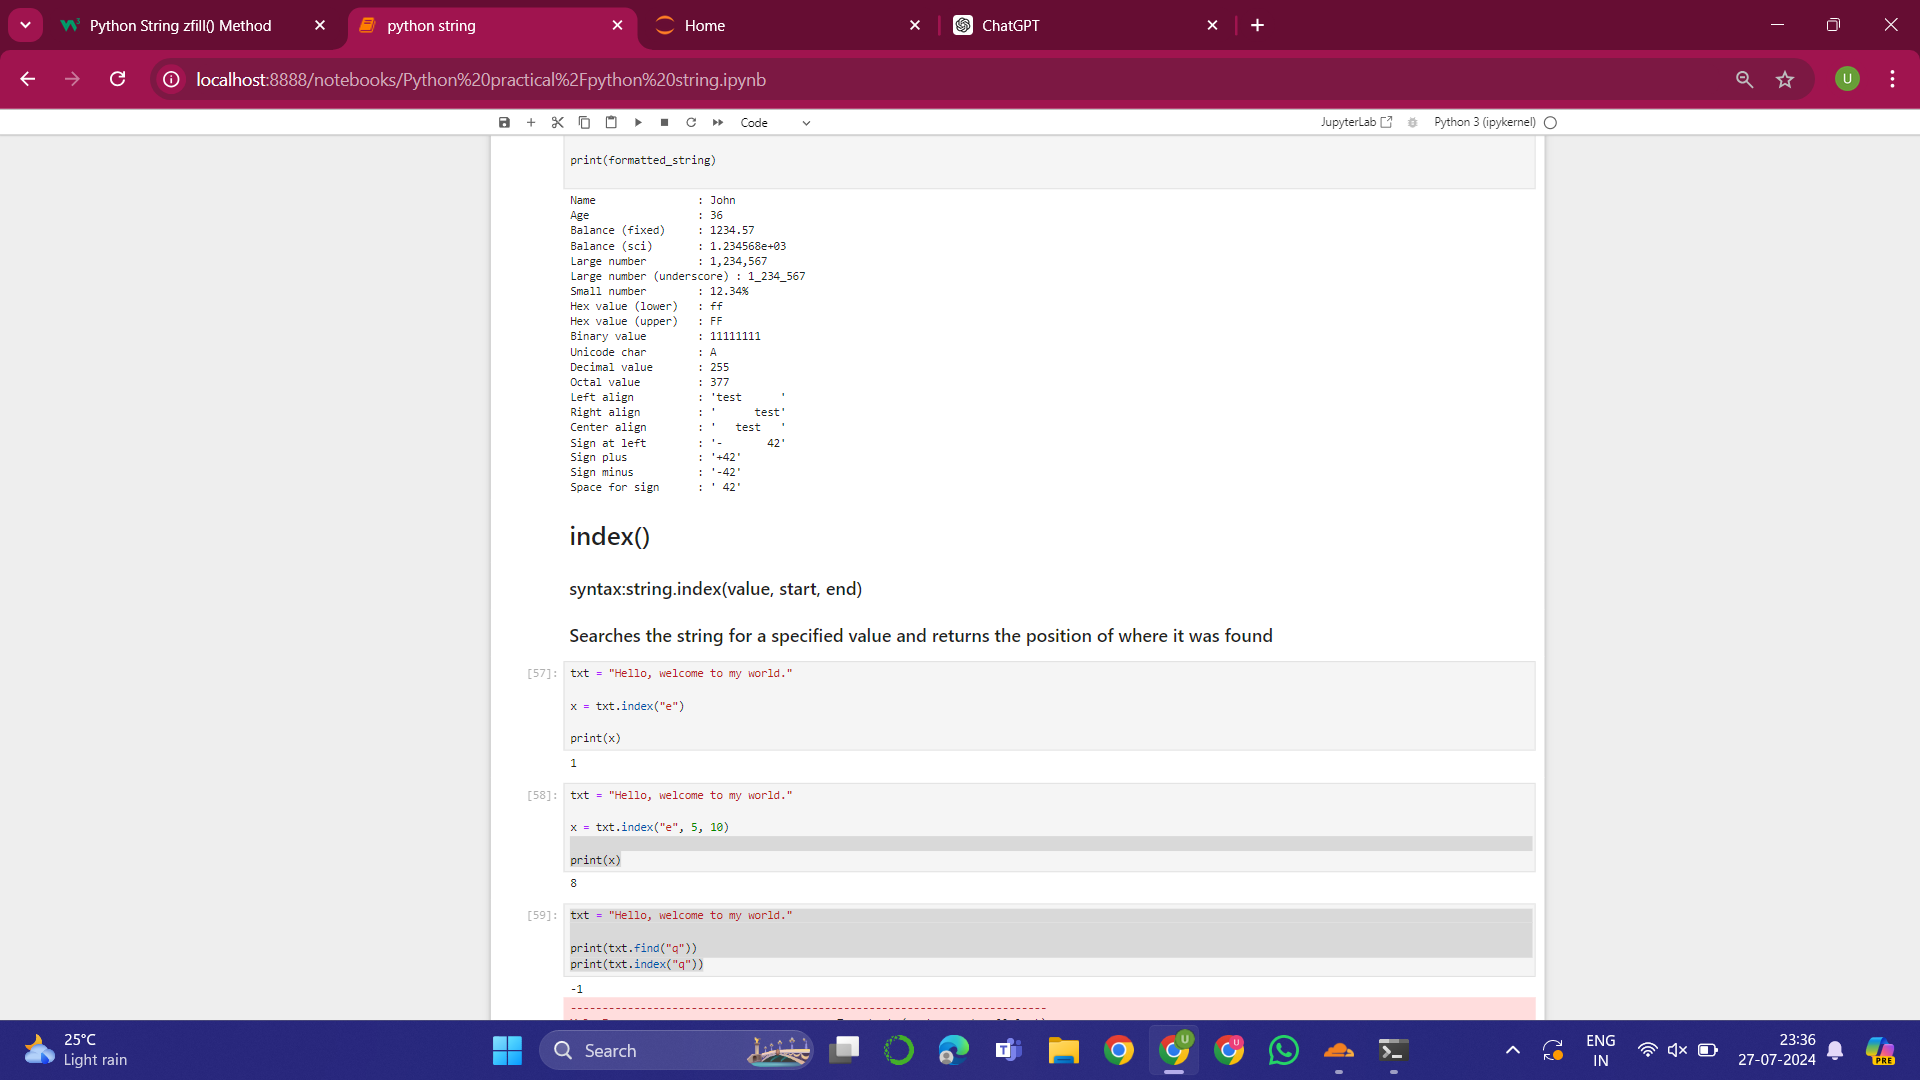 Python String zfill() Method
python string
Home
ChatGPT
localhost:8888/notebooks/Python%20practical%2Fpython%20string.ipynb
U
Code
JupyterLab
Python 3 (ipykernel)
print(formatted_string)
Name                : John
Age                 : 36
Balance (fixed)     : 1234.57
Balance (sci)       : 1.234568e+03
Large number        : 1,234,567
Large number (underscore) : 1_234_567
Small number        : 12.34%
Hex value (lower)   : ff
Hex value (upper)   : FF
Binary value        : 11111111
Unicode char        : A
Decimal value       : 255
Octal value         : 377
Left align          : 'test      '
Right align         : '      test'
Center align        : '   test   '
Sign at left        : '-       42'
Sign plus           : '+42'
Sign minus          : '-42'
Space for sign      : ' 42'
index()
syntax:string.index(value, start, end)
Searches the string for a specified value and returns the position of where it was found
[57]: txt = "Hello, welcome to my world."
x = txt.index("e")
print(x)
1
[58]: txt = "Hello, welcome to my world."
x = txt.index("e", 5, 10)
print(x)
8
[59]: txt = "Hello, welcome to my world."
print(txt.find("q"))
print(txt.index("q"))
-1
---------------------------------------------------------------------------
25°C
Light rain
Search
U
U
PRE
ENG
IN
23:36
27-07-2024